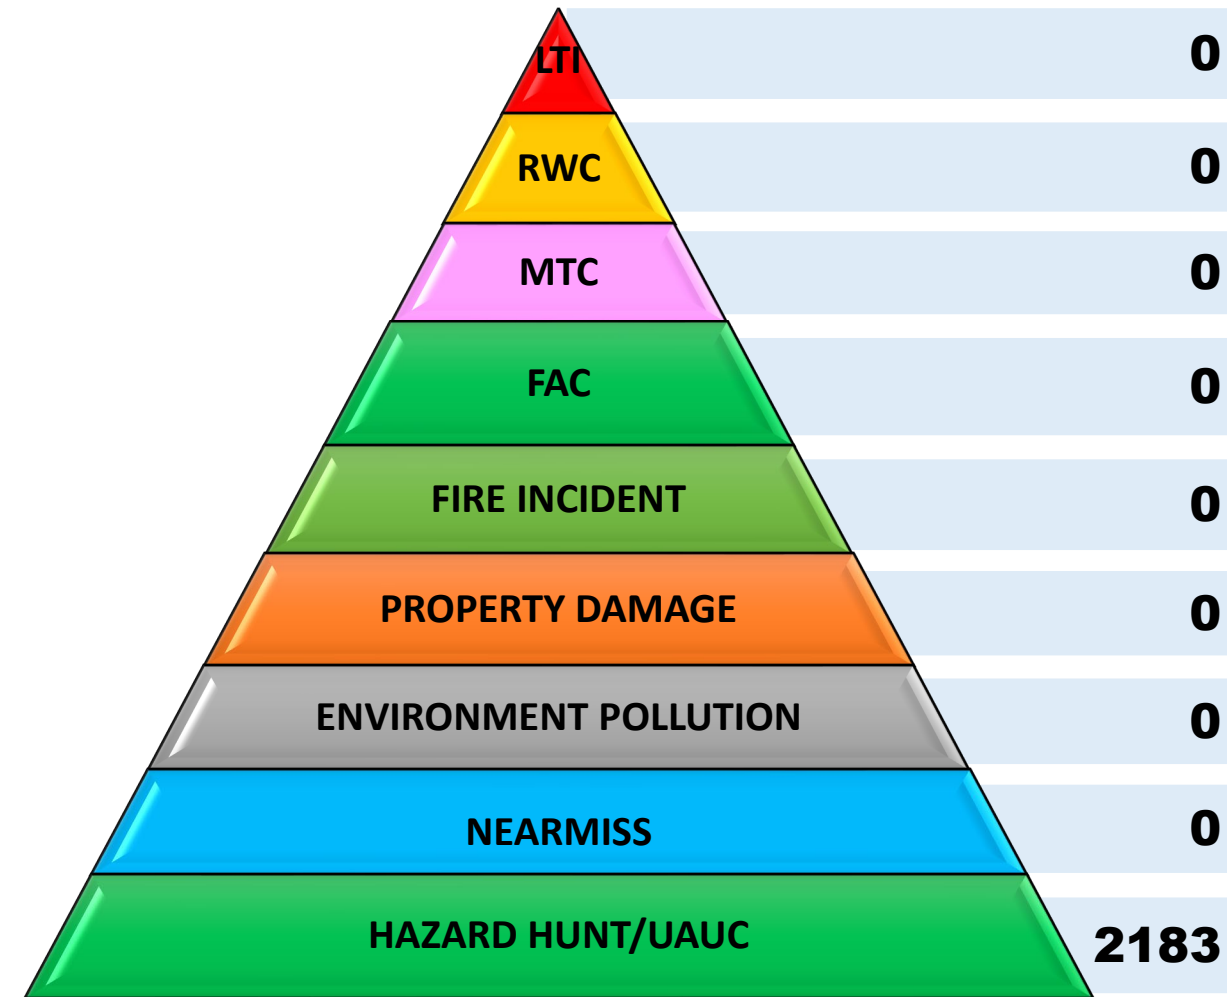 LTI 0
RWC 0
MTC 0
FAC 0
FIRE INCIDENT 0
PROPERTY DAMAGE 0
ENVIRONMENT POLLUTION 0
NEARMISS 0
HAZARD HUNT/UAUC 2183